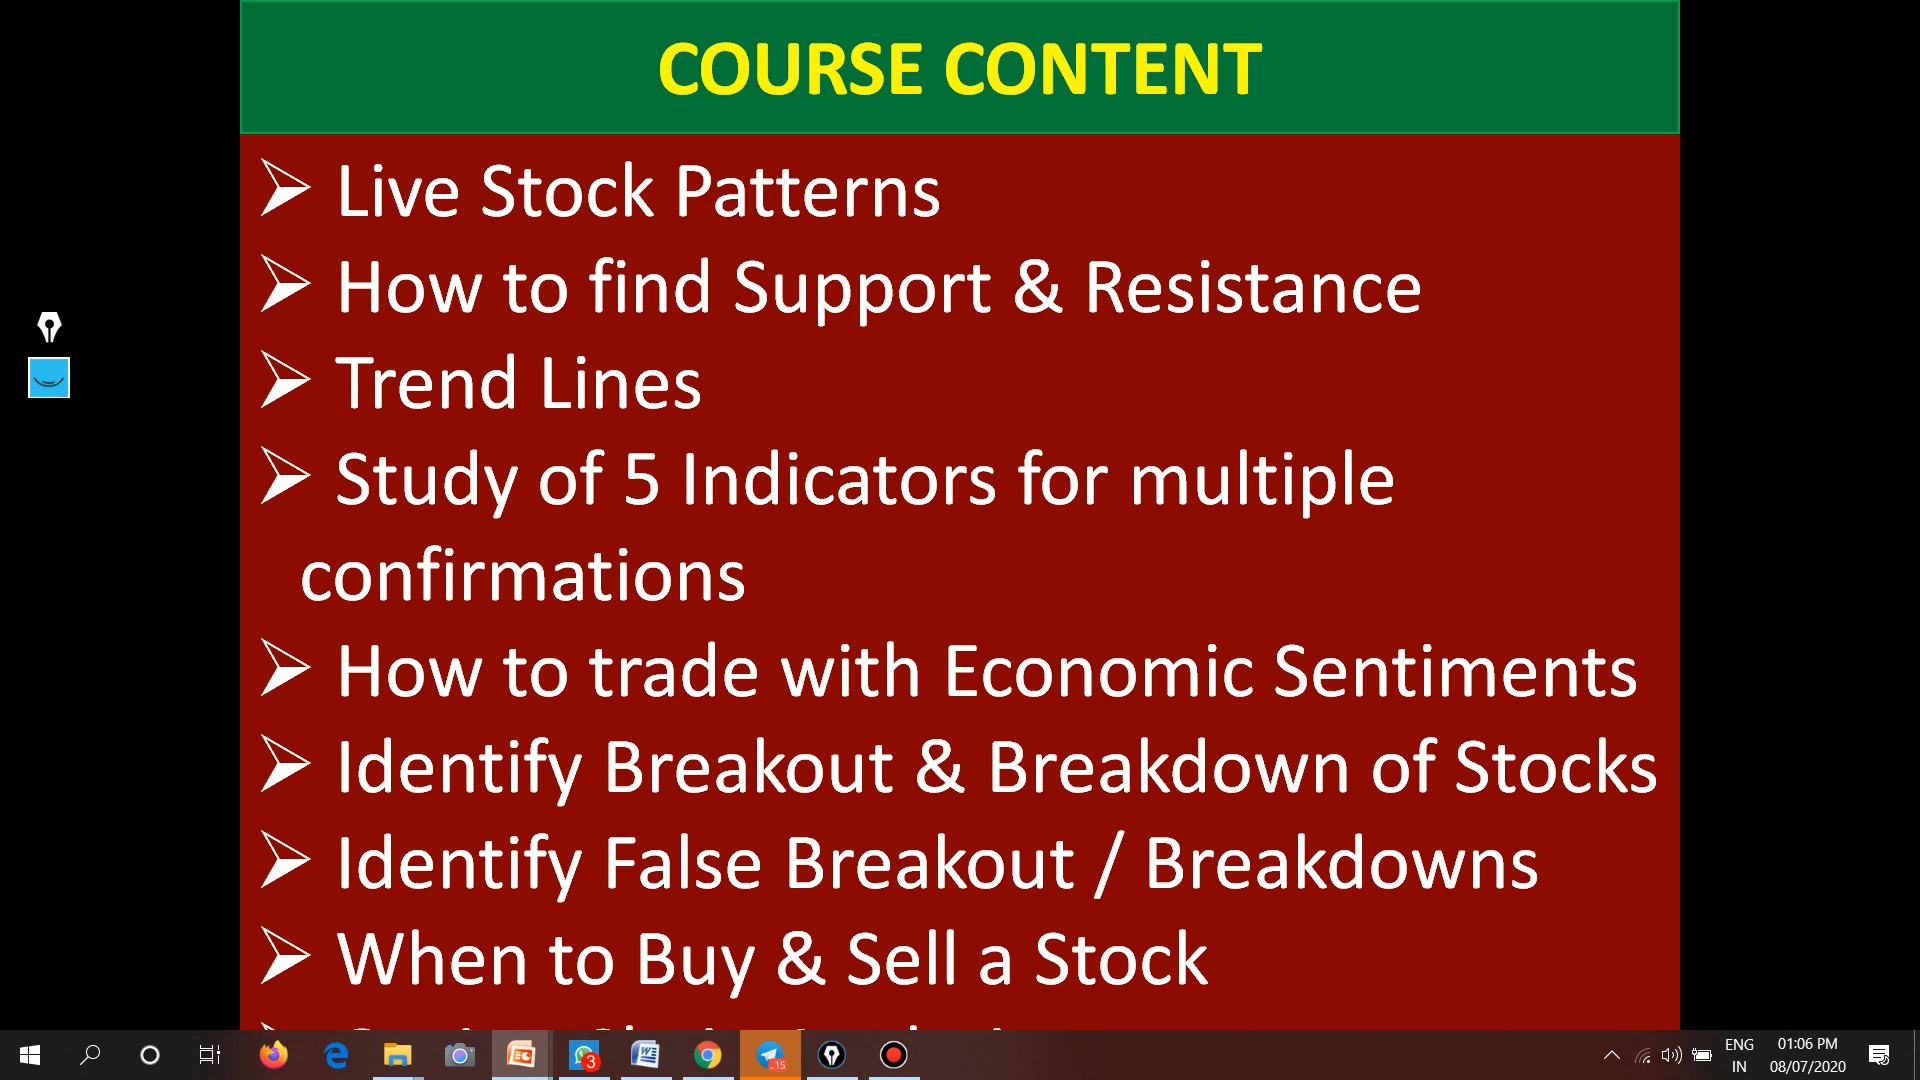 COURSE CONTENT
Live Stock Patterns
How to find Support & Resistance
Trend Lines
Study of 5 Indicators for multiple
confirmations
How to trade with Economic Sentiments
Identify Breakout & Breakdown of Stocks
Identify False Breakout / Breakdowns
When to Buy & Sell a Stock
3
..15
ENG
IN
01:06 PM
08/07/2020